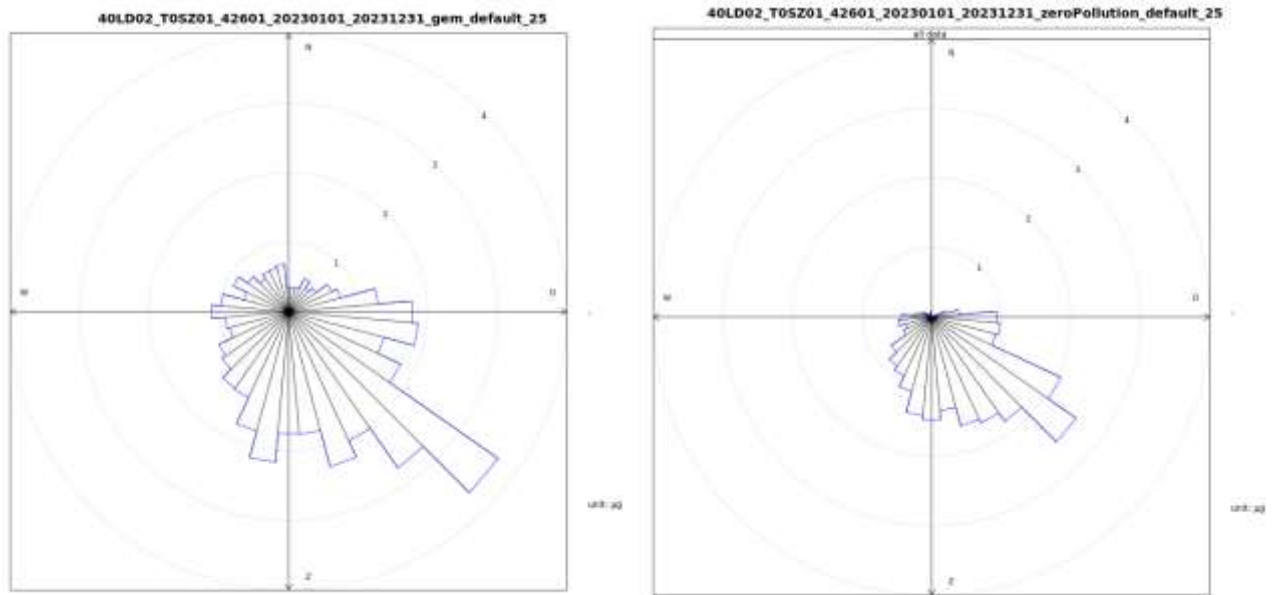 40LD02_T0SZ01_42601_20230101_20231231_gem_default_25
N
4
3
2
1
W
O
-
Z
unit: µg
40LD02_T0SZ01_42601_20230101_20231231_zeroPollution_default_25
all data
N
4
3
2
1
W
O
-
Z
unit: µg